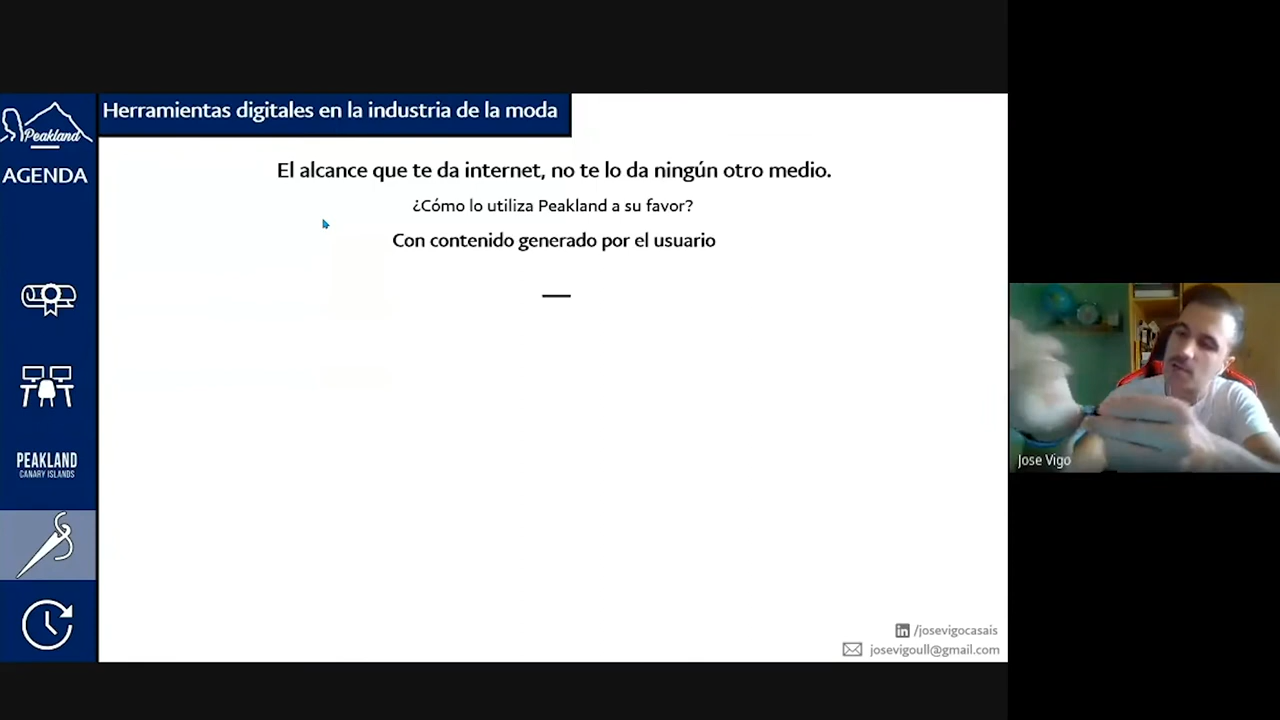 Peakland
AGENDA
PEAKLAND
CANARY ISLANDS
Herramientas digitales en la industria de la moda
El alcance que te da internet, no te lo da ningún otro medio.
¿Cómo lo utiliza Peakland a su favor?
Con contenido generado por el usuario
/josevigocasais
josevigoull@gmail.com
Jose Vigo